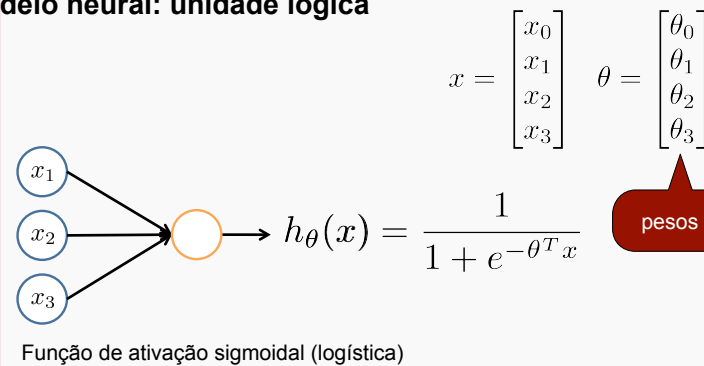 delo neural: unidade lógica
x = [x₀ x₁ x₂ x₃] θ = [θ₀ θ₁ θ₂ θ₃]
x₁
x₂
x₃
h_θ(x) = 1 / (1 + e^{-θ^T x})
pesos
Função de ativação sigmoidal (logística)